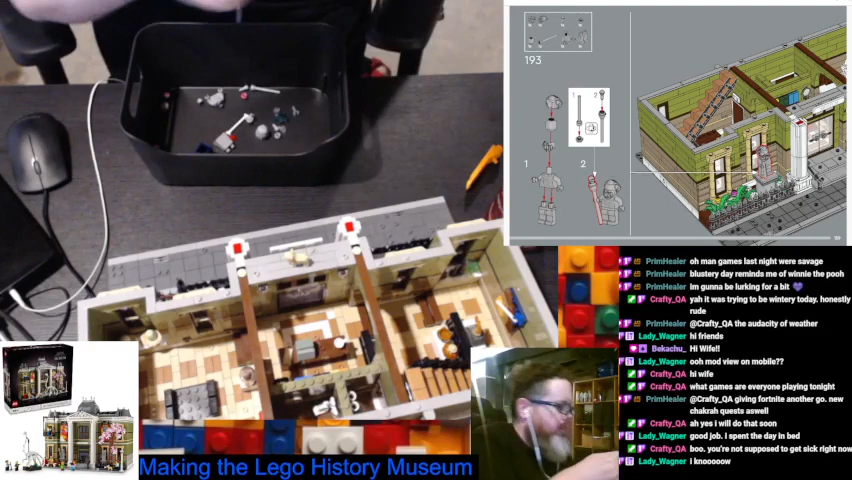 193
1
2
1
2
PrimHealer oh man games last night were savage
PrimHealer blustery day reminds me of winnie the pooh
PrimHealer im gunna be lurking for a bit 💜
Crafty_QA yah it was trying to be wintery today. honestly
rude
PrimHealer @Crafty_QA the audacity of weather
Lady_Wagner hi friends
Bekachu_ Hi Wife!!
Lady_Wagner ooh mod view on mobile??
Crafty_QA hi wife
Crafty_QA what games are everyone playing tonight
PrimHealer @Crafty_QA giving fortnite another go. new
chakrah quests aswell
Crafty_QA ah yes i will do that soon
Lady_Wagner good job. i spent the day in bed
Crafty_QA boo. you're not supposed to get sick right now
Lady_Wagner i knooooow
Making the Lego History Museum